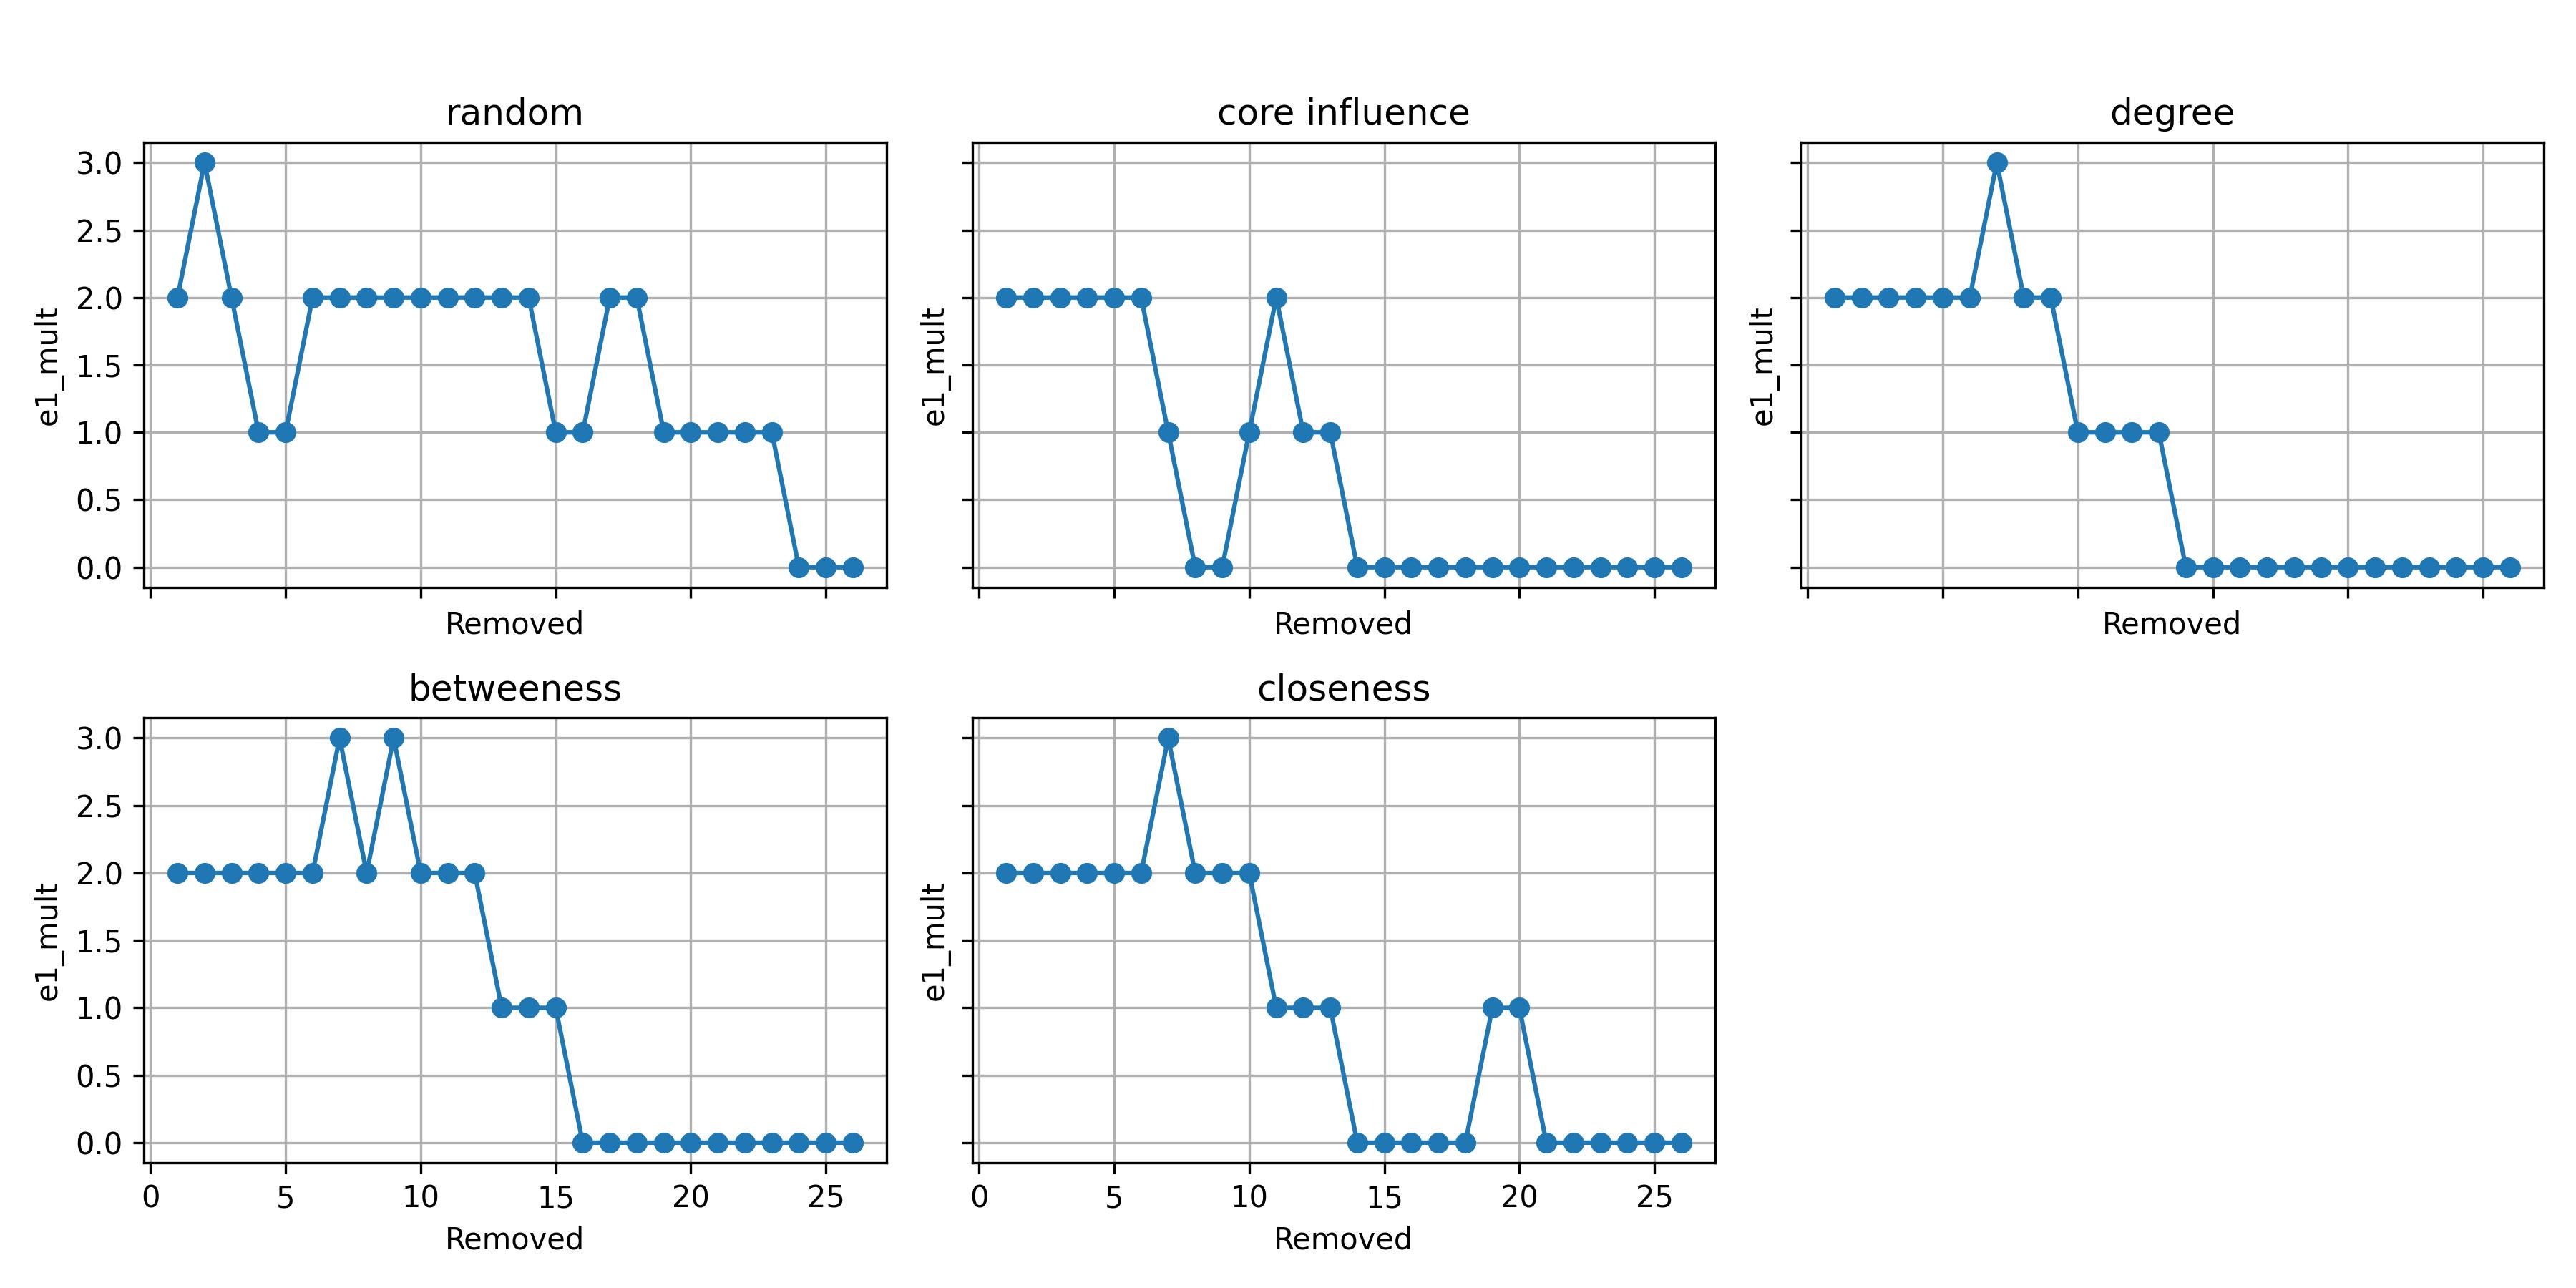 random
3.0
2.5
2.0
1.5
1.0
0.5
0.0
e1_mult
Removed
core influence
e1_mult
Removed
degree
e1_mult
Removed
betweeness
3.0
2.5
2.0
1.5
1.0
0.5
0.0
e1_mult
0 5 10 15 20 25
Removed
closeness
e1_mult
0 5 10 15 20 25
Removed